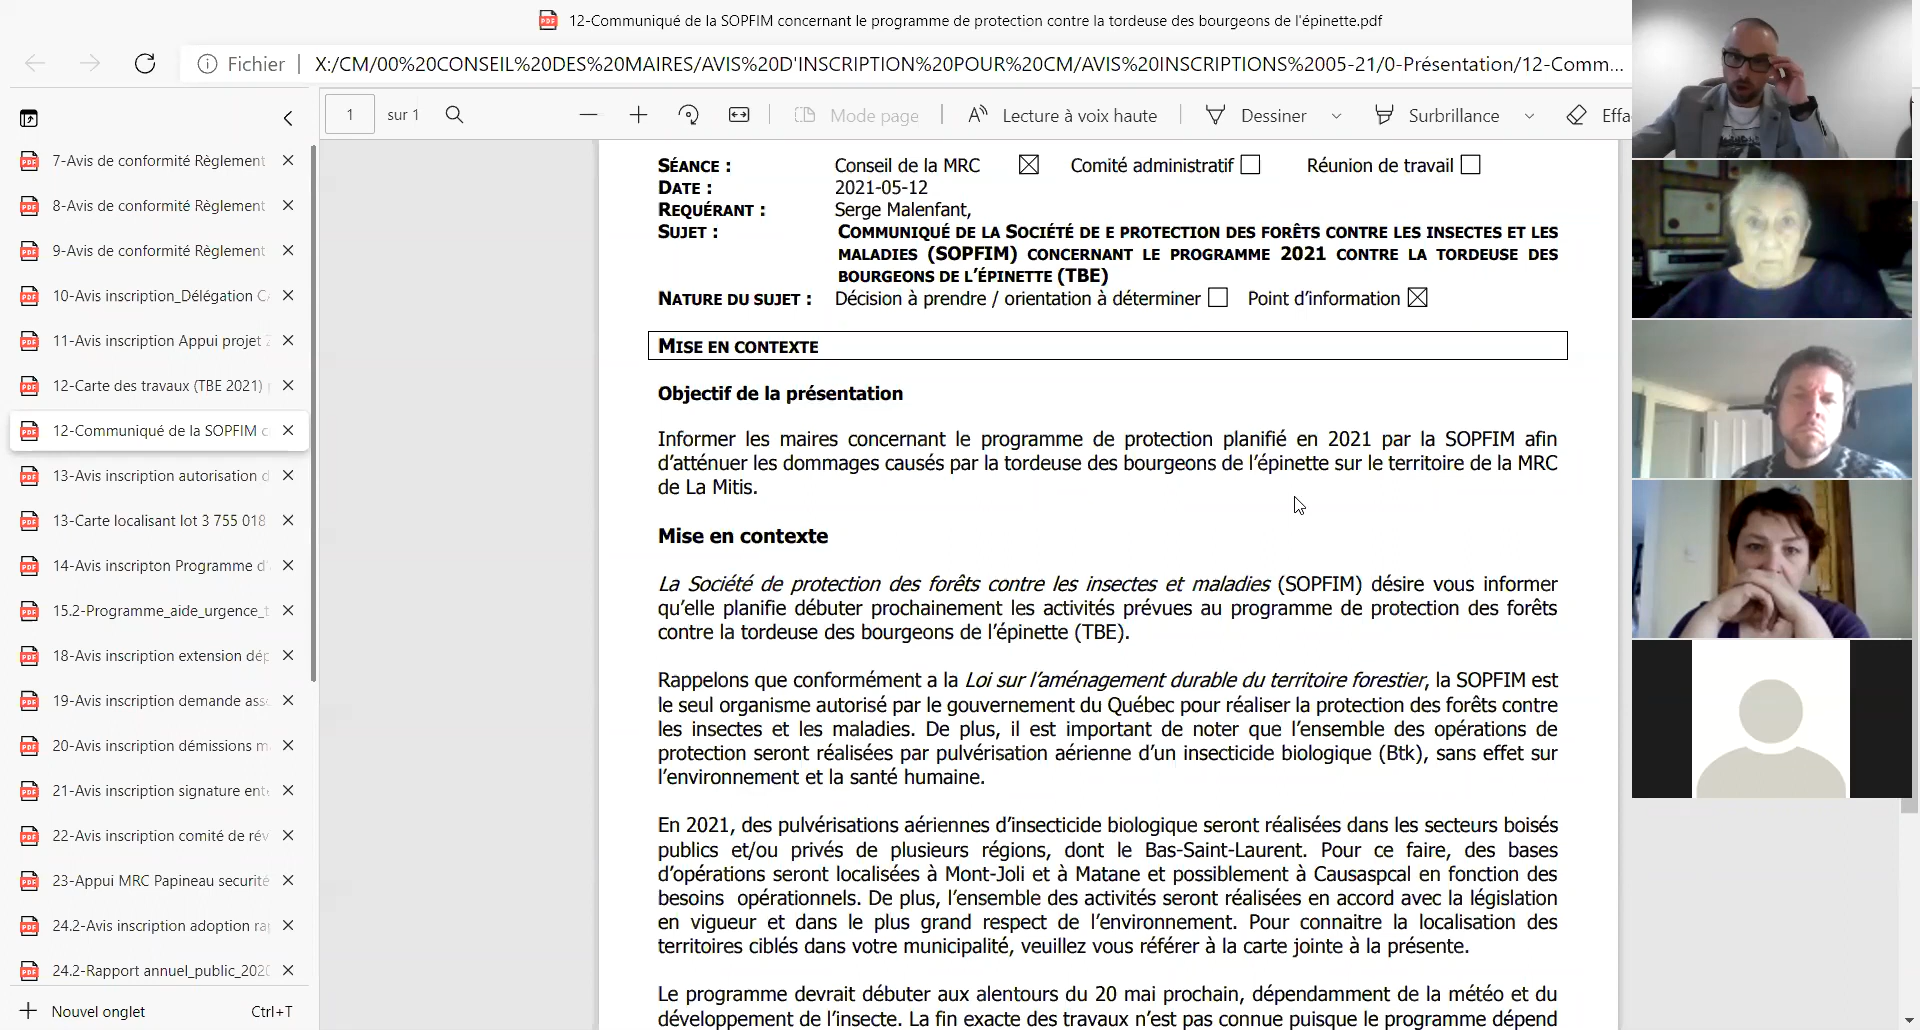 12-Communiqué de la SOPFIM concernant le programme de protection contre la tordeuse des bourgeons de l'épinette.pdf
Fichier
X:/CM/00%20CONSEIL%20DES%20MAIRES/AVIS%20D'INSCRIPTION%20POUR%20CM/AVIS%20INSCRIPTIONS%2005-21/0-Présentation/12-Comm...
1 sur 1
Mode page
Lecture à voix haute
Dessiner
Surbrillance
Effa
7-Avis de conformité Règlement
8-Avis de conformité Règlement
9-Avis de conformité Règlement
10-Avis inscription_Délégation CA
11-Avis inscription Appui projet
12-Carte des travaux (TBE 2021)
12-Communiqué de la SOPFIM c
13-Avis inscription autorisation d
13-Carte localisant lot 3 755 018
14-Avis inscripton Programme d'
15.2-Programme_aide_urgence_t
18-Avis inscription extension dép
19-Avis inscription demande asso
20-Avis inscription démissions m
21-Avis inscription signature ente
22-Avis inscription comité de rév
23-Appui MRC Papineau securité
24.2-Avis inscription adoption ra
24.2-Rapport annuel_public_2020
Nouvel onglet Ctrl+T
SÉANCE : Conseil de la MRC Comité administratif Réunion de travail
DATE : 2021-05-12
REQUÉRANT : Serge Malenfant,
SUJET : COMMUNIQUÉ DE LA SOCIÉTÉ DE E PROTECTION DES FORÊTS CONTRE LES INSECTES ET LES
MALADIES (SOPFIM) CONCERNANT LE PROGRAMME 2021 CONTRE LA TORDEUSE DES
BOURGEONS DE L'ÉPINETTE (TBE)
NATURE DU SUJET : Décision à prendre / orientation à déterminer Point d'information
MISE EN CONTEXTE
Objectif de la présentation
Informer les maires concernant le programme de protection planifié en 2021 par la SOPFIM afin
d'atténuer les dommages causés par la tordeuse des bourgeons de l'épinette sur le territoire de la MRC
de La Mitis.
Mise en contexte
La Société de protection des forêts contre les insectes et maladies (SOPFIM) désire vous informer
qu'elle planifie débuter prochainement les activités prévues au programme de protection des forêts
contre la tordeuse des bourgeons de l'épinette (TBE).
Rappelons que conformément a la Loi sur l'aménagement durable du territoire forestier, la SOPFIM est
le seul organisme autorisé par le gouvernement du Québec pour réaliser la protection des forêts contre
les insectes et les maladies. De plus, il est important de noter que l'ensemble des opérations de
protection seront réalisées par pulvérisation aérienne d'un insecticide biologique (Btk), sans effet sur
l'environnement et la santé humaine.
En 2021, des pulvérisations aériennes d'insecticide biologique seront réalisées dans les secteurs boisés
publics et/ou privés de plusieurs régions, dont le Bas-Saint-Laurent. Pour ce faire, des bases
d'opérations seront localisées à Mont-Joli et à Matane et possiblement à Causaspcal en fonction des
besoins opérationnels. De plus, l'ensemble des activités seront réalisées en accord avec la législation
en vigueur et dans le plus grand respect de l'environnement. Pour connaitre la localisation des
territoires ciblés dans votre municipalité, veuillez vous référer à la carte jointe à la présente.
Le programme devrait débuter aux alentours du 20 mai prochain, dépendamment de la météo et du
développement de l'insecte. La fin exacte des travaux n'est pas connue puisque le programme dépend